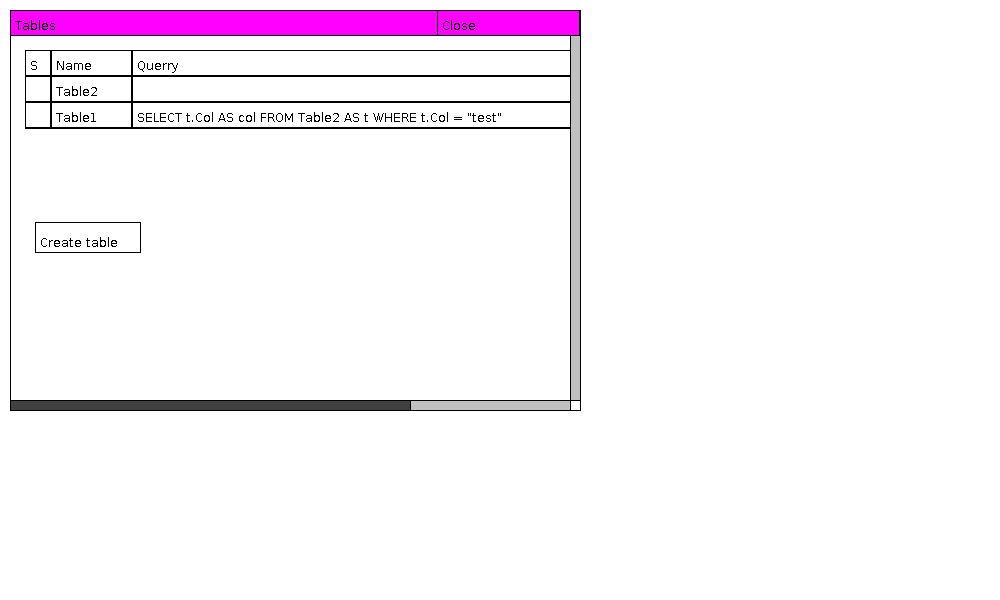 Tables Close
S Name Querry
Table2
Table1 SELECT t.Col AS col FROM Table2 AS t WHERE t.Col = "test"
Create table